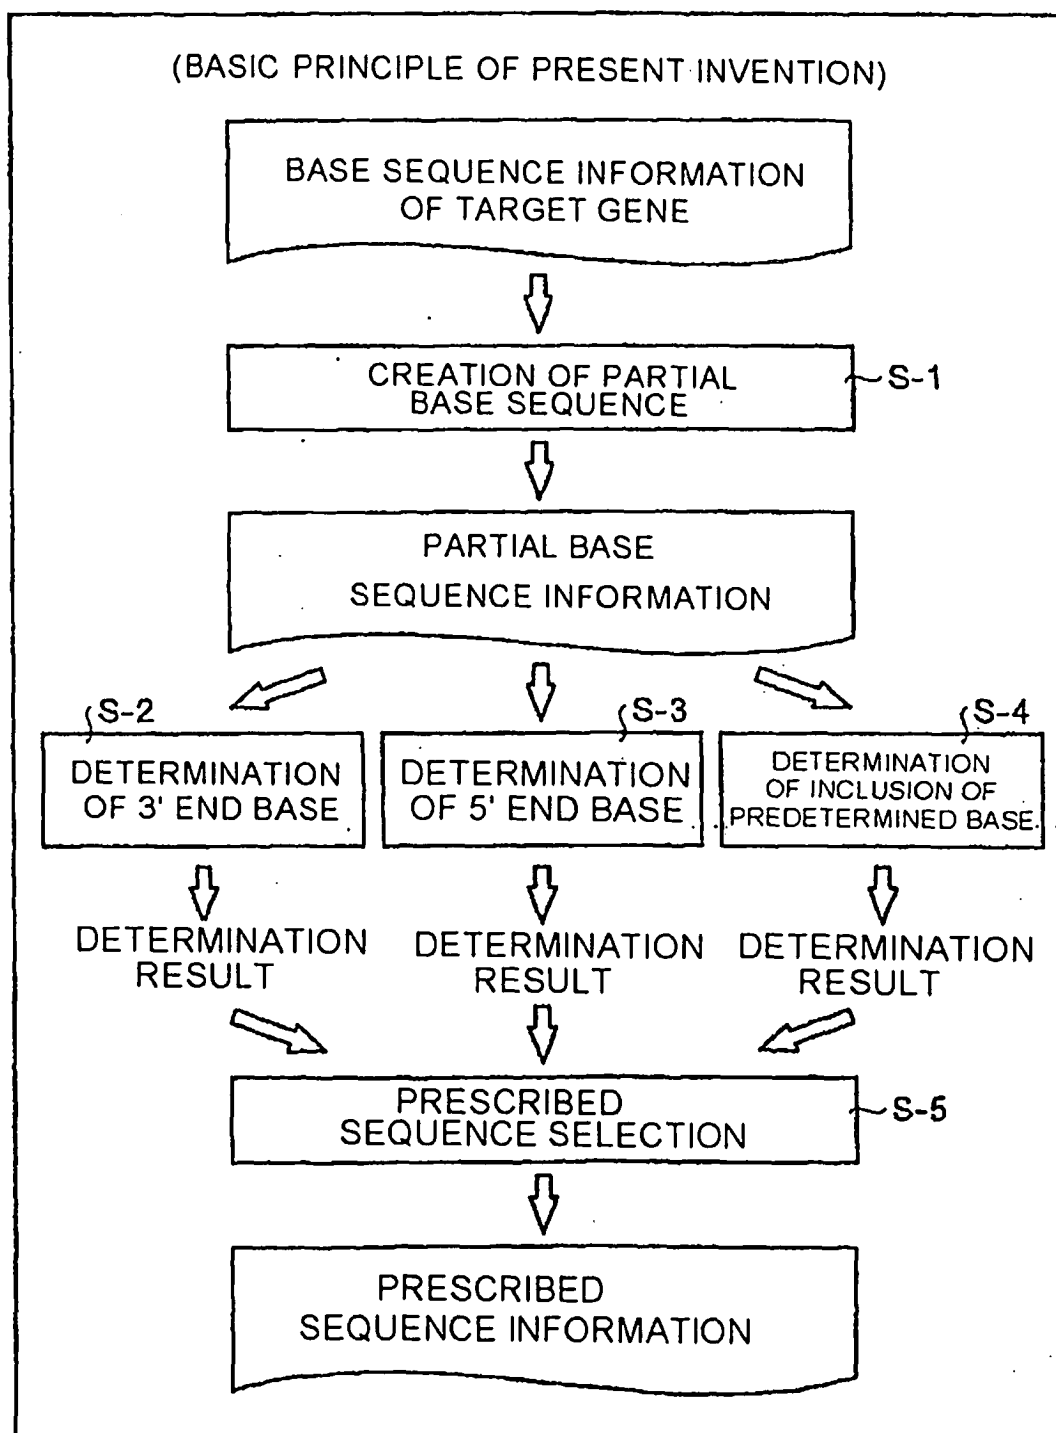 (BASIC PRINCIPLE OF PRESENT INVENTION)
BASE SEQUENCE INFORMATION
OF TARGET GENE
CREATION OF PARTIAL
BASE SEQUENCE
S-1
PARTIAL BASE
SEQUENCE INFORMATION
S-2
DETERMINATION
OF 3' END BASE
S-3
DETERMINATION
OF 5' END BASE
S-4
DETERMINATION
OF INCLUSION OF
PREDETERMINED BASE
DETERMINATION
RESULT
DETERMINATION
RESULT
DETERMINATION
RESULT
PRESCRIBED
SEQUENCE SELECTION
S-5
PRESCRIBED
SEQUENCE INFORMATION